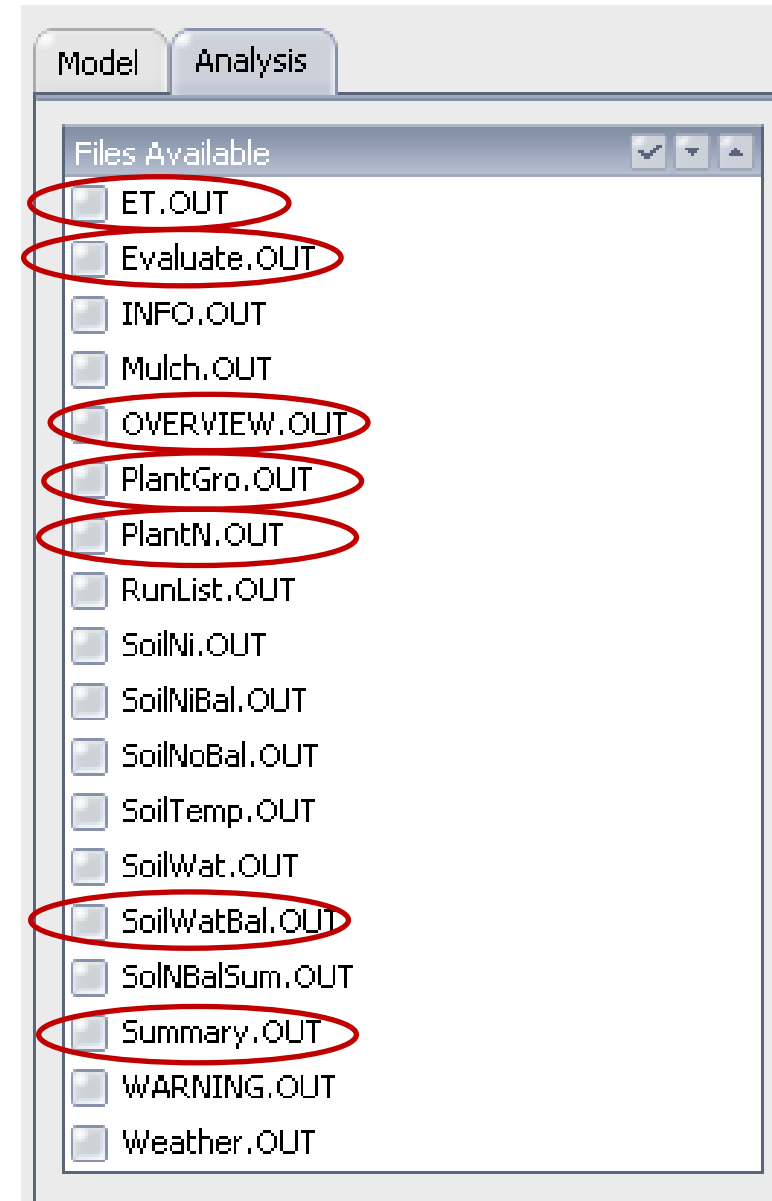 Model Analysis
Files Available
ET.OUT
Evaluate.OUT
INFO.OUT
Mulch.OUT
OVERVIEW.OUT
PlantGro.OUT
PlantN.OUT
RunList.OUT
SoilNi.OUT
SoilNiBal.OUT
SoilNoBal.OUT
SoilTemp.OUT
SoilWat.OUT
SoilWatBal.OUT
SolNBalSum.OUT
Summary.OUT
WARNING.OUT
Weather.OUT